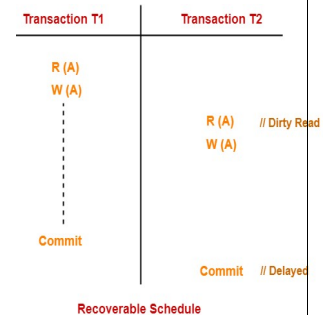 Transaction T1 Transaction T2
R (A)
W (A)
R (A) // Dirty Read
W (A)
Commit
Commit // Delayed
Recoverable Schedule